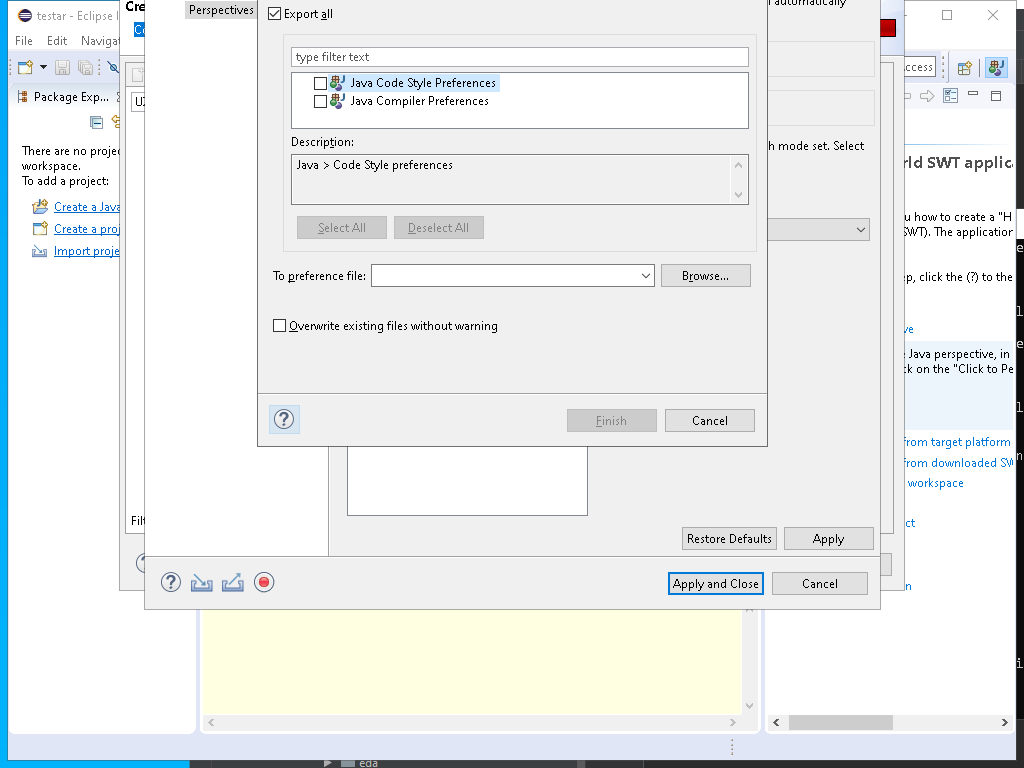 testar - Eclipse I
Cre
Perspectives
Export all
automatically
File Edit Navigat
type filter text
Java Code Style Preferences
Java Compiler Preferences
Package Exp...
Description:
Java > Code Style preferences
h mode set. Select
There are no projec
workspace.
To add a project:
rld SWT applic
Create a Java
Create a proj
Import proje
Select All Deselect All
u how to create a "H
SWT). The application
To preference file:
Browse...
ep, click the (?) to the
Overwrite existing files without warning
ve
Java perspective, in
ck on the "Click to Pe
Finish Cancel
from target platform
from downloaded SW
workspace
Filt
ct
Restore Defaults Apply
Apply and Close Cancel
n
eda